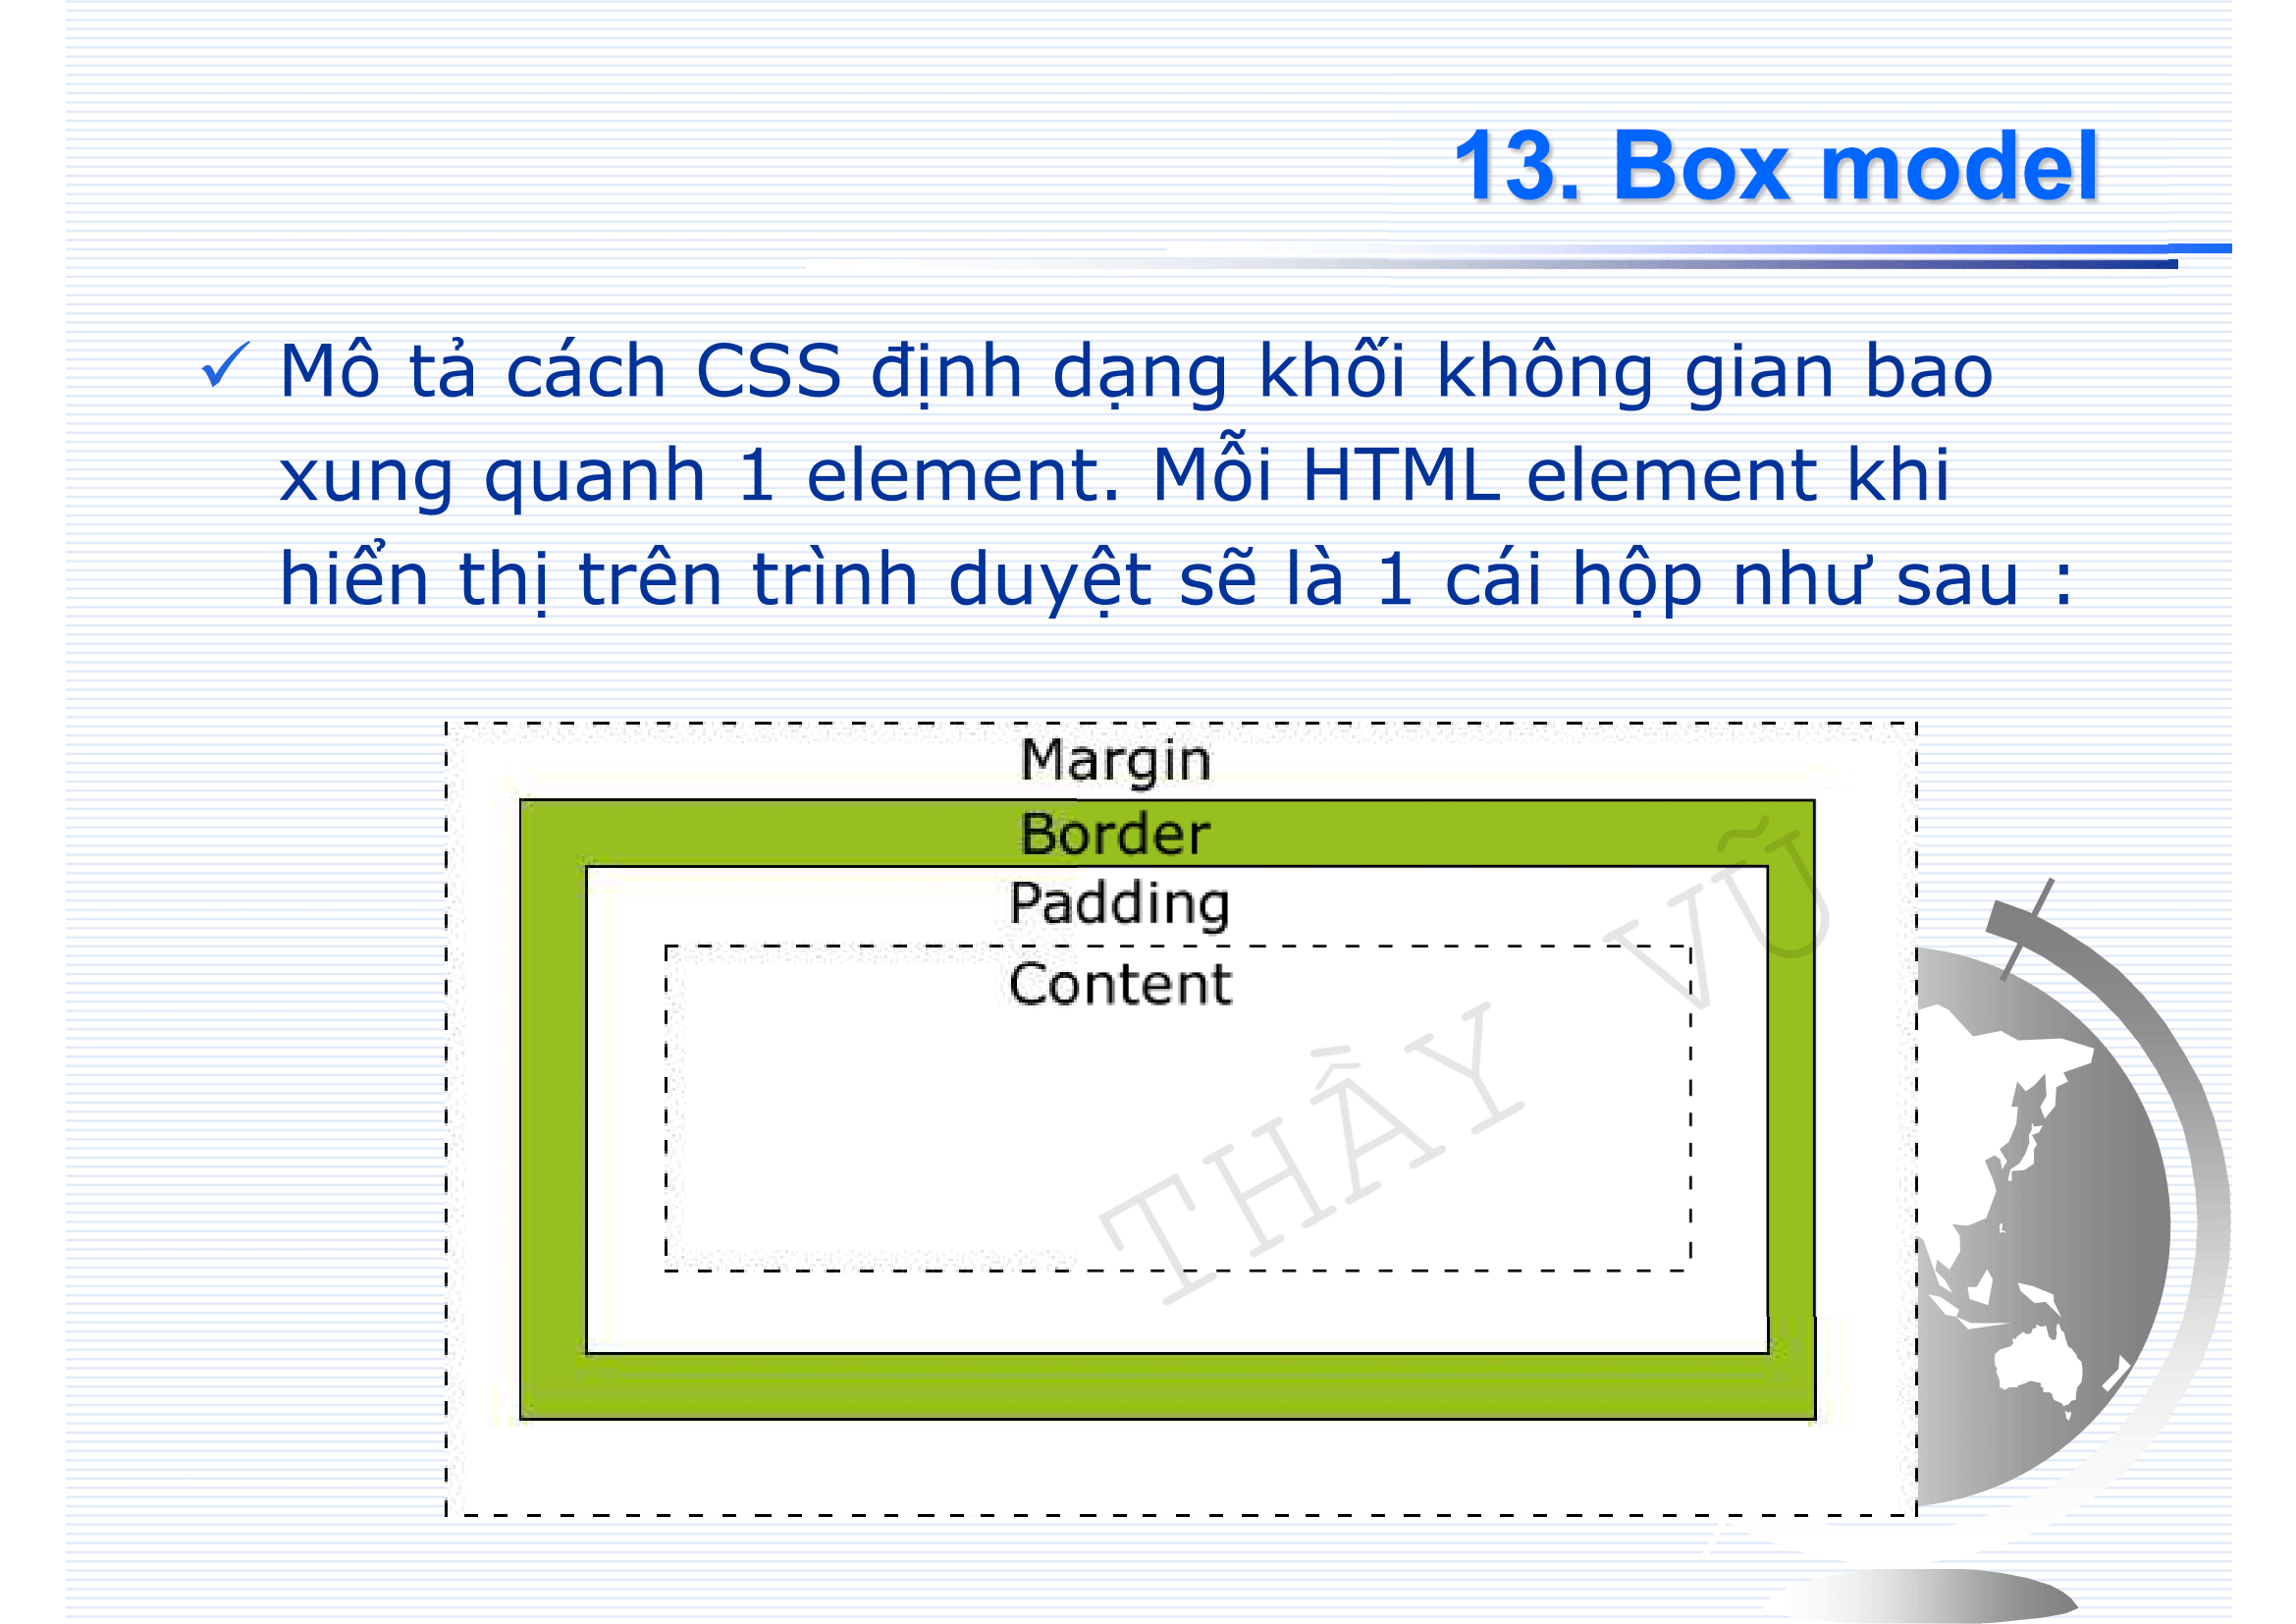 13. Box model
Mô tả cách CSS định dạng khối không gian bao
xung quanh 1 element. Mỗi HTML element khi
hiển thị trên trình duyệt sẽ là 1 cái hộp như sau :
Margin
Border
Padding
Content
THẦY VŨ